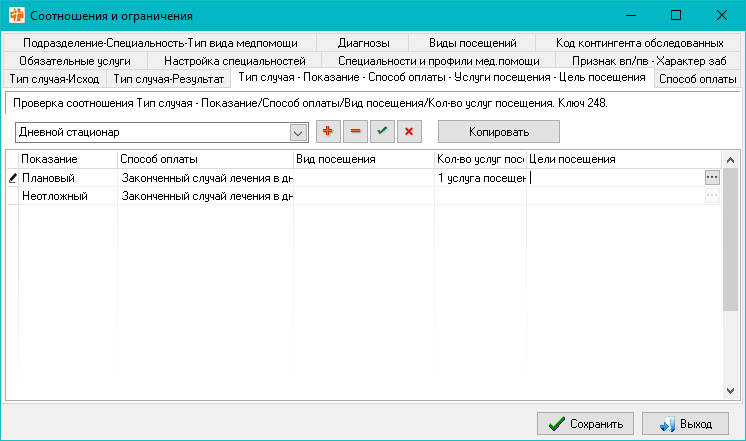 Соотношения и ограничения
Подразделение-Специальность-Тип вида медпомощи Диагнозы Виды посещений Код контингента обследованных
Обязательные услуги Настройка специальностей Специальности и профили мед.помощи Признак вп/пв - Характер заб
Тип случая-Исход Тип случая-Результат Тип случая - Показание - Способ оплаты - Услуги посещения - Цель посещения Способ оплаты
Проверка соотношения Тип случая - Показание/Способ оплаты/Вид посещения/Кол-во услуг посещения. Ключ 248.
Дневной стационар Копировать
Показание Способ оплаты Вид посещения Кол-во услуг посе Цели посещения
Плановый Законченный случай лечения в дн 1 услуга посещен ...
Неотложный Законченный случай лечения в дн ...
Сохранить Выход